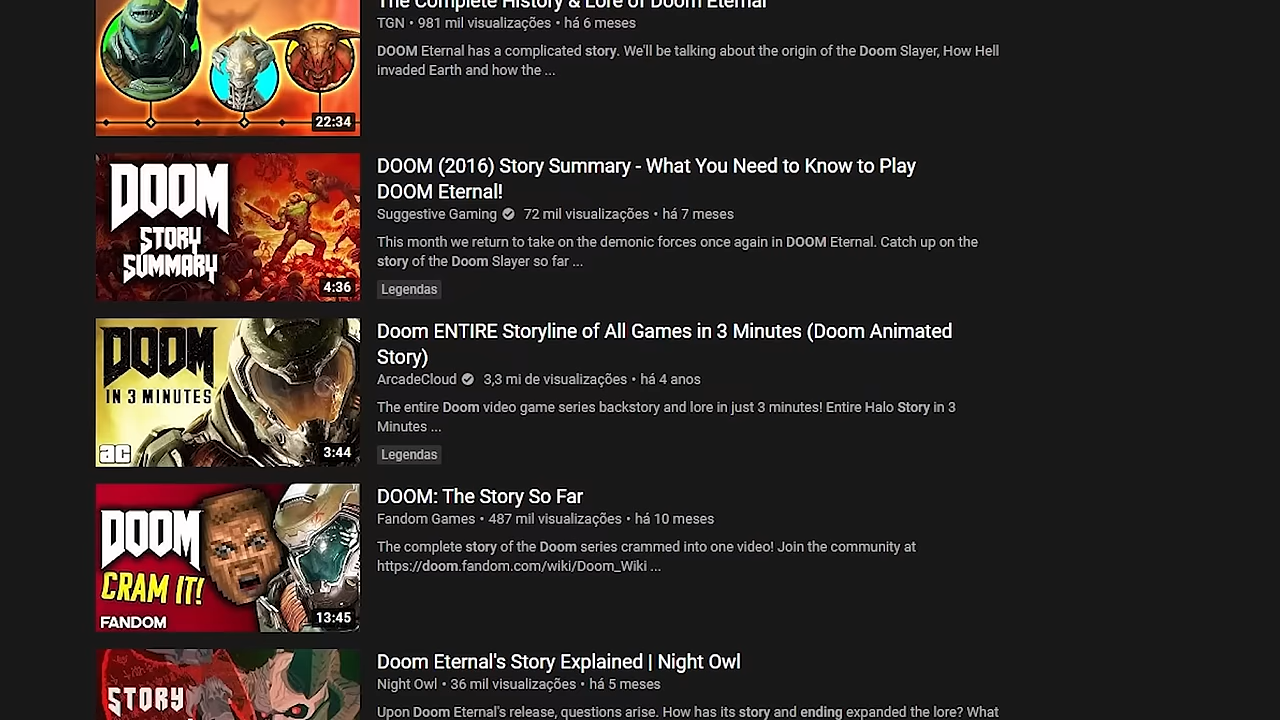 The Complete History & Lore of Doom Eternal
TGN • 981 mil visualizações • há 6 meses
DOOM Eternal has a complicated story. We'll be talking about the origin of the Doom Slayer, How Hell
invaded Earth and how the ...
22:34
DOOM
STORY
SUMMARY
4:36
DOOM (2016) Story Summary - What You Need to Know to Play
DOOM Eternal!
Suggestive Gaming 72 mil visualizações • há 7 meses
This month we return to take on the demonic forces once again in DOOM Eternal. Catch up on the
story of the Doom Slayer so far ...
Legendas
DOOM
IN 3 MINUTES
ac
3:44
Doom ENTIRE Storyline of All Games in 3 Minutes (Doom Animated
Story)
ArcadeCloud 3,3 mi de visualizações • há 4 anos
The entire Doom video game series backstory and lore in just 3 minutes! Entire Halo Story in 3
Minutes ...
Legendas
DOOM
CRAM IT!
FANDOM
13:45
DOOM: The Story So Far
Fandom Games • 487 mil visualizações • há 10 meses
The complete story of the Doom series crammed into one video! Join the community at
https://doom.fandom.com/wiki/Doom_Wiki ...
STORY
Doom Eternal's Story Explained | Night Owl
Night Owl • 36 mil visualizações • há 5 meses
Upon Doom Eternal's release, questions arise. How has its story and ending expanded the lore? What